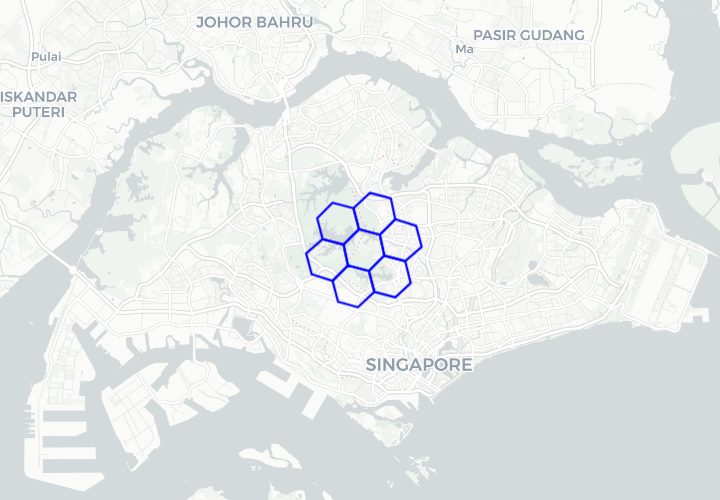 JOHOR BAHRU
PASIR GUDANG
Ma
Pulai
ISKANDAR
PUTERI
SINGAPORE